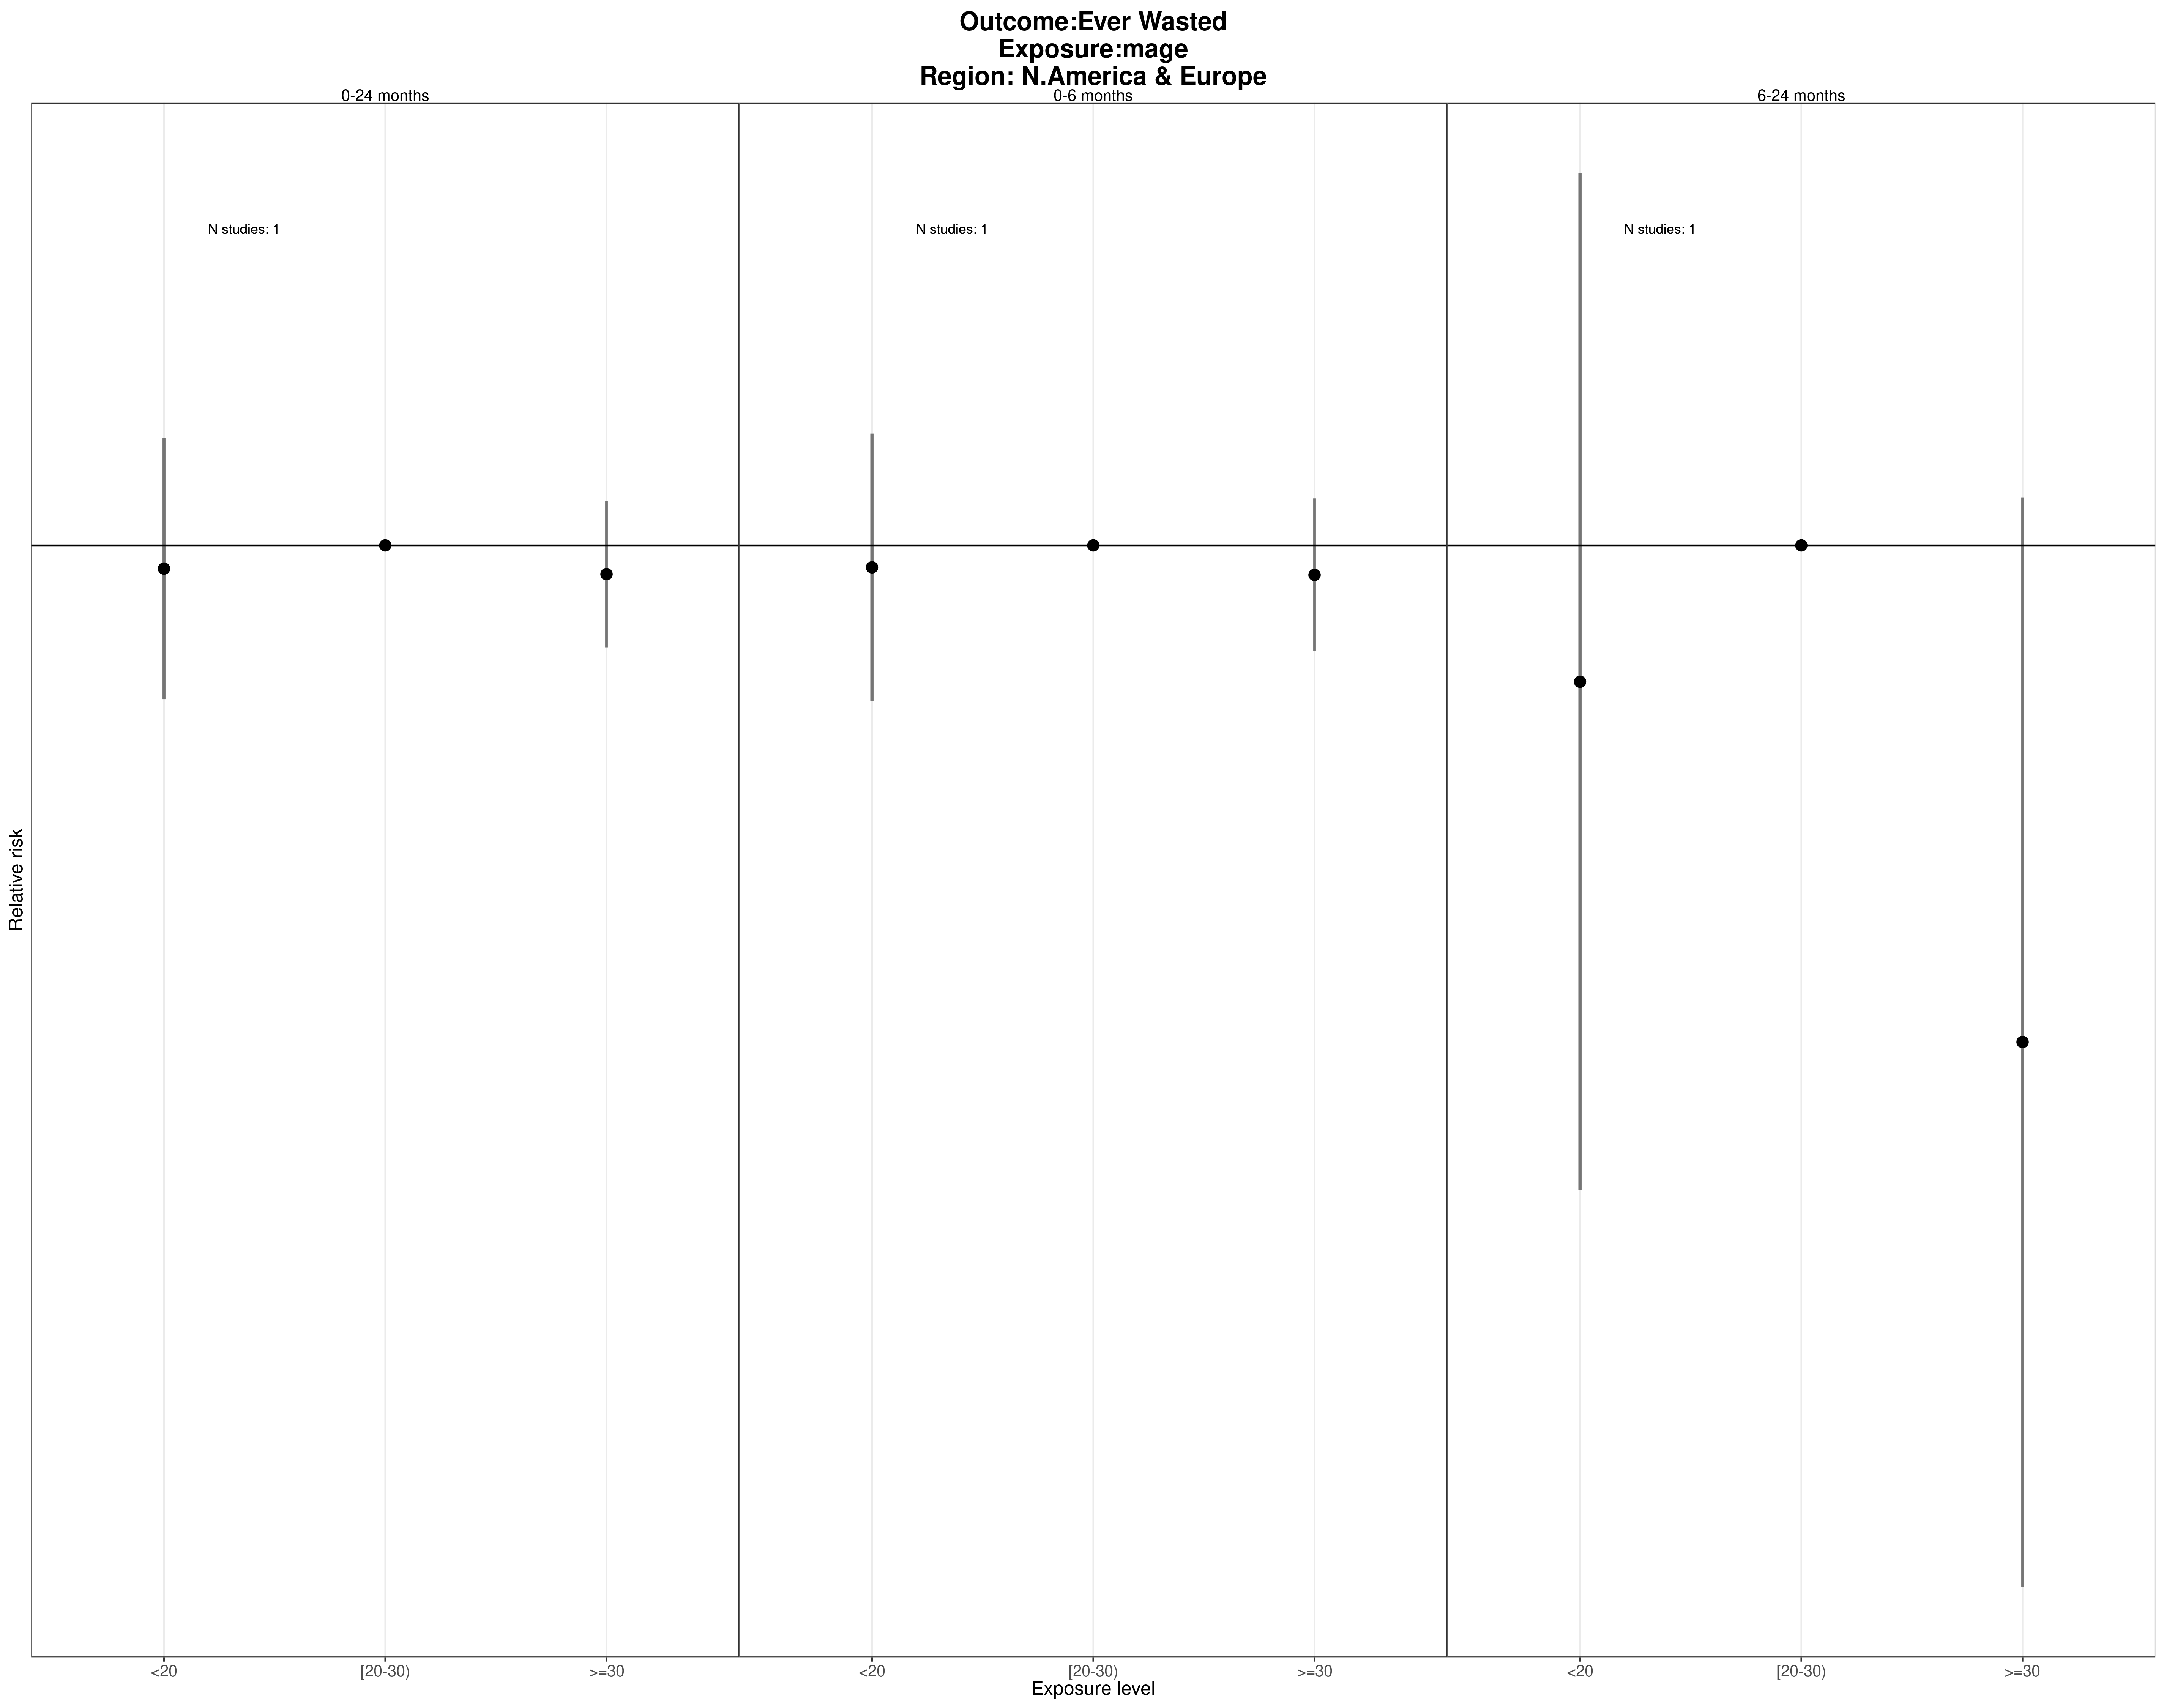 Outcome:Ever Wasted
Exposure:mage
Region: N.America & Europe
0-24 months
0-6 months
6-24 months
N studies: 1
N studies: 1
N studies: 1
Relative risk
<20
[20-30)
>=30
<20
[20-30)
>=30
<20
[20-30)
>=30
Exposure level